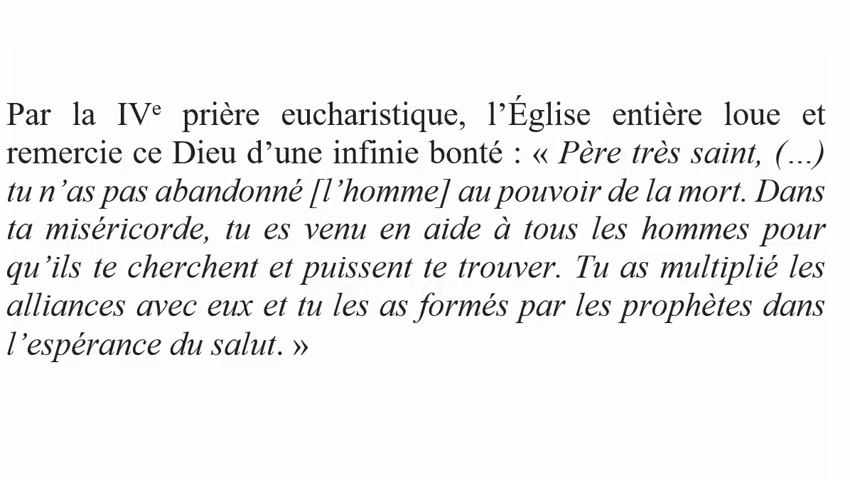 Par la IVᵉ prière eucharistique, l’Église entière loue et
remercie ce Dieu d’une infinie bonté : « Père très saint, (…)
tu n’as pas abandonné [l’homme] au pouvoir de la mort. Dans
ta miséricorde, tu es venu en aide à tous les hommes pour
qu’ils te cherchent et puissent te trouver. Tu as multiplié les
alliances avec eux et tu les as formés par les prophètes dans
l’espérance du salut. »